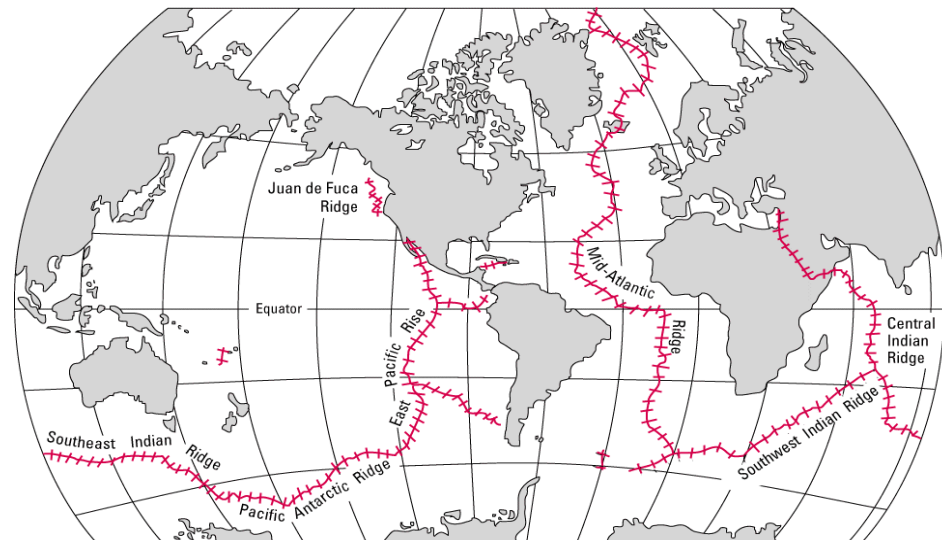 Juan de Fuca
Ridge
Mid-Atlantic
Ridge
Equator
East
Pacific Rise
Central
Indian
Ridge
Southeast Indian
Ridge
Pacific Antarctic Ridge
Southwest Indian Ridge